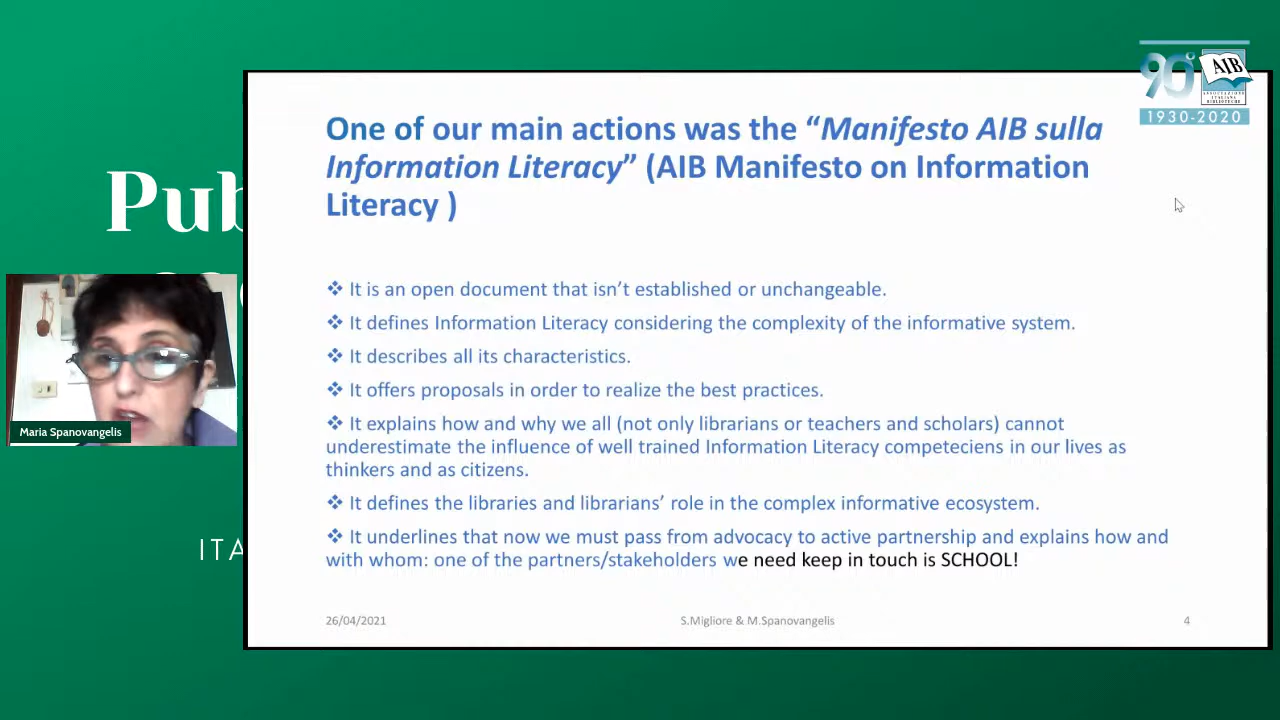 90°
AIB
ASSOCIAZIONE
ITALIANA
BIBLIOTECHE
1930-2020
One of our main actions was the “Manifesto AIB sulla
Information Literacy” (AIB Manifesto on Information
Literacy )
Pub
❖ It is an open document that isn’t established or unchangeable.
❖ It defines Information Literacy considering the complexity of the informative system.
❖ It describes all its characteristics.
❖ It offers proposals in order to realize the best practices.
❖ It explains how and why we all (not only librarians or teachers and scholars) cannot
underestimate the influence of well trained Information Literacy competeciens in our lives as
thinkers and as citizens.
❖ It defines the libraries and librarians’ role in the complex informative ecosystem.
❖ It underlines that now we must pass from advocacy to active partnership and explains how and
with whom: one of the partners/stakeholders we need keep in touch is SCHOOL!
26/04/2021 S.Migliore & M.Spanovangelis 4
Maria Spanovangelis
ITA